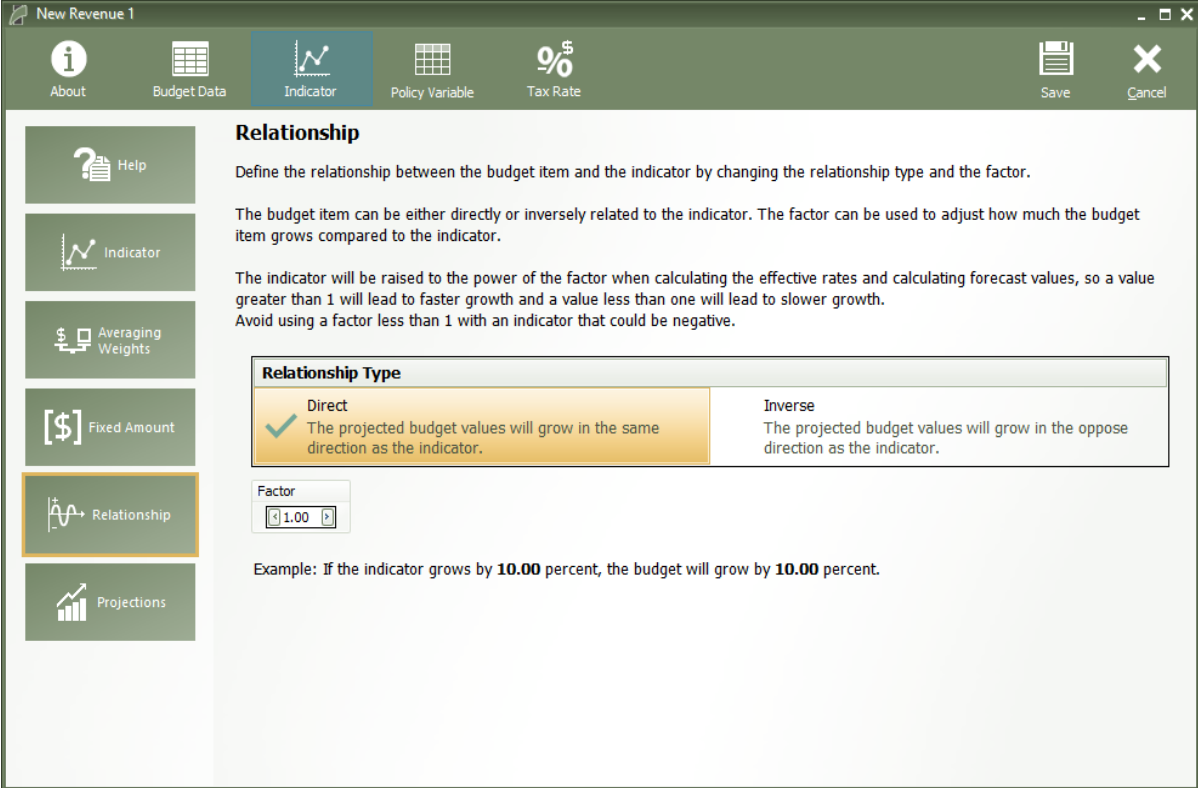 New Revenue 1
About
Budget Data
Indicator
Policy Variable
Tax Rate
Save
Cancel
Help
Indicator
Averaging
Weights
Fixed Amount
Relationship
Projections
Relationship
Define the relationship between the budget item and the indicator by changing the relationship type and the factor.
The budget item can be either directly or inversely related to the indicator. The factor can be used to adjust how much the budget
item grows compared to the indicator.
The indicator will be raised to the power of the factor when calculating the effective rates and calculating forecast values, so a value
greater than 1 will lead to faster growth and a value less than one will lead to slower growth.
Avoid using a factor less than 1 with an indicator that could be negative.
Relationship Type
Direct
The projected budget values will grow in the same
direction as the indicator.
Inverse
The projected budget values will grow in the oppose
direction as the indicator.
Factor
1.00
Example: If the indicator grows by 10.00 percent, the budget will grow by 10.00 percent.